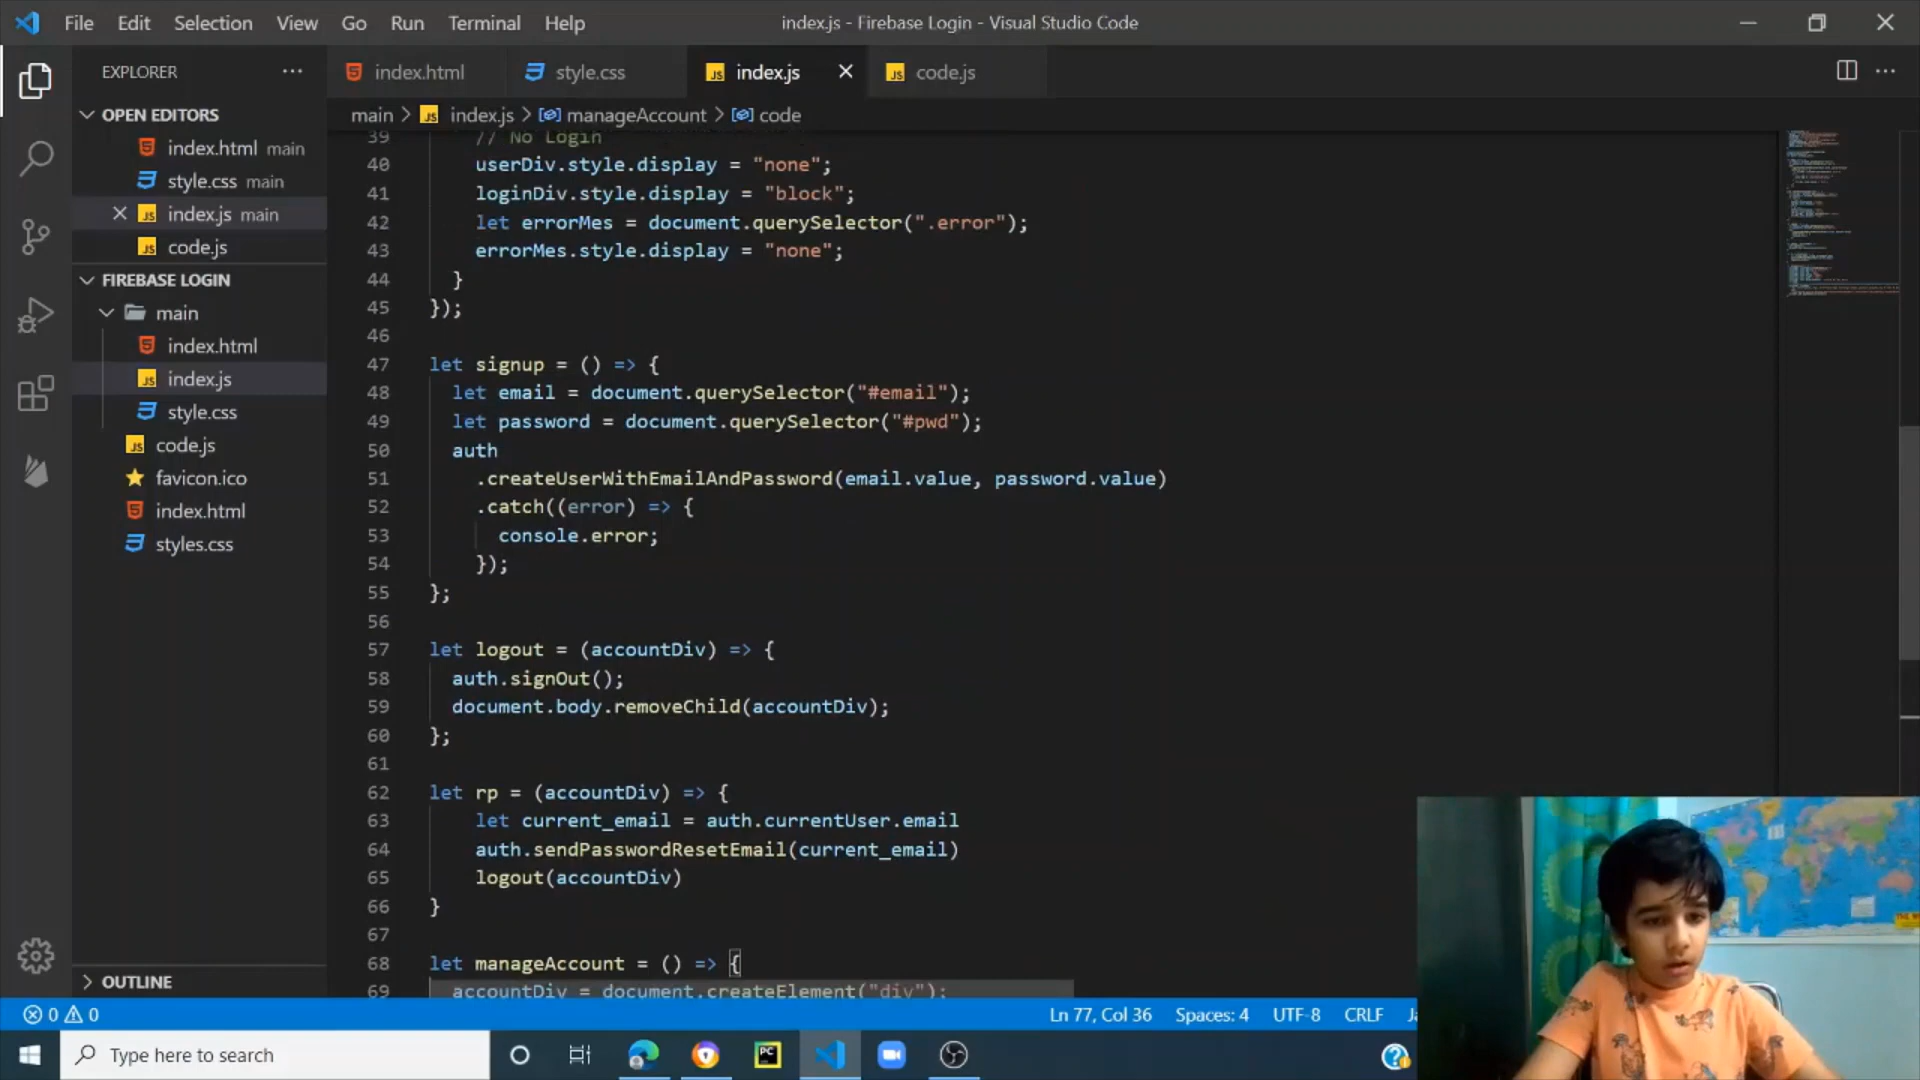 File Edit Selection View Go Run Terminal Help
index.js - Firebase Login - Visual Studio Code
EXPLORER
index.html
style.css
index.js
code.js
main > index.js > manageAccount > code
OPEN EDITORS
index.html main
style.css main
index.js main
code.js
FIREBASE LOGIN
main
index.html
index.js
style.css
code.js
favicon.ico
index.html
styles.css
OUTLINE
39 // No Login
40 userDiv.style.display = "none";
41 loginDiv.style.display = "block";
42 let errorMes = document.querySelector(".error");
43 errorMes.style.display = "none";
44 }
45 });
46
47 let signup = () => {
48 let email = document.querySelector("#email");
49 let password = document.querySelector("#pwd");
50 auth
51 .createUserWithEmailAndPassword(email.value, password.value)
52 .catch((error) => {
53 console.error;
54 });
55 };
56
57 let logout = (accountDiv) => {
58 auth.signOut();
59 document.body.removeChild(accountDiv);
60 };
61
62 let rp = (accountDiv) => {
63 let current_email = auth.currentUser.email
64 auth.sendPasswordResetEmail(current_email)
65 logout(accountDiv)
66 }
67
68 let manageAccount = () => {
69 accountDiv = document.createElement("div");
0 0
Ln 77, Col 36 Spaces: 4 UTF-8 CRLF
Type here to search